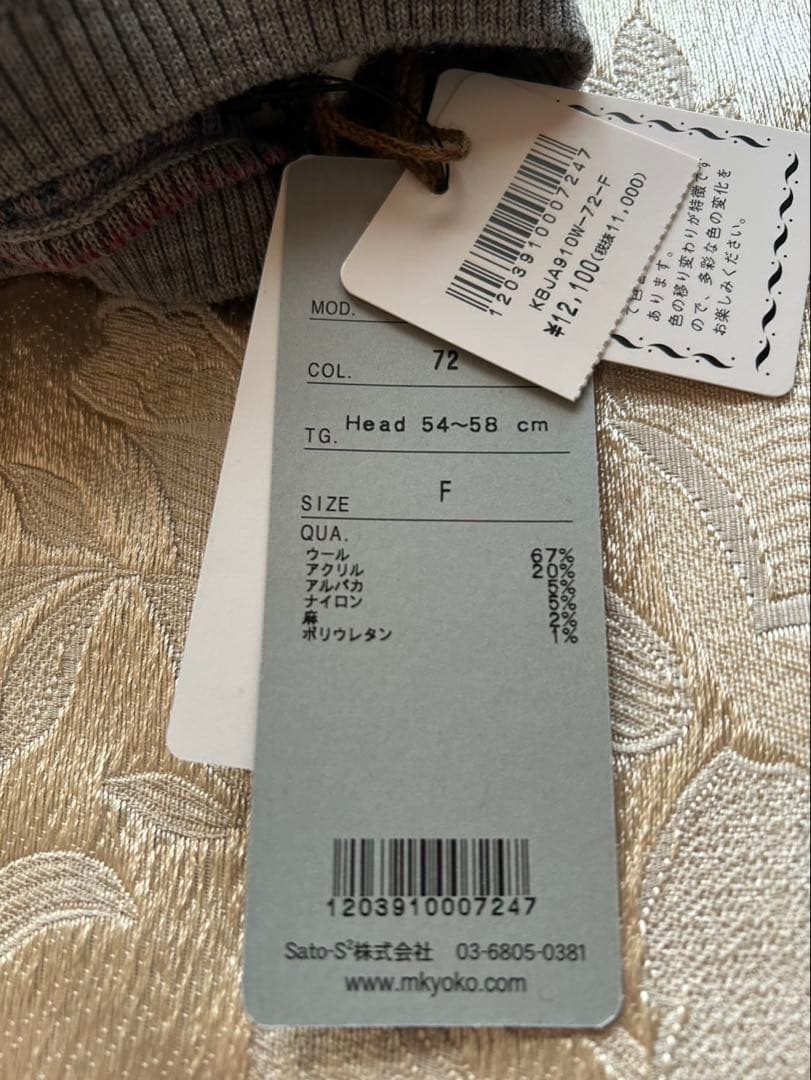 1203910007247
KBJA910W-72-F
¥12,100(税抜11,000)
あります。
色の移り変わりが特徴です
ので、多彩な色の変化を
お楽しみください。
MOD.
COL. 72
TG. Head 54〜58 cm
SIZE F
QUA.
ウール 67%
アクリル 20%
アルパカ 5%
ナイロン 5%
麻 2%
ポリウレタン 1%
1203910007247
Sato-S²株式会社 03-6805-0381
www.mkyoko.com